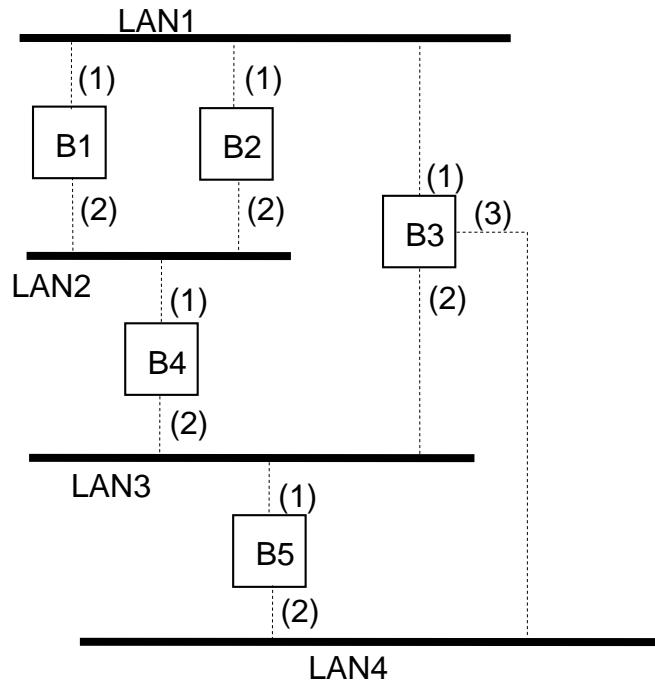 LAN1
(1) (1)
B1 B2
(1)
(3)
(2) (2)
B3
LAN2
(1)
(2)
B4
(2)
LAN3
(1)
B5
(2)
LAN4